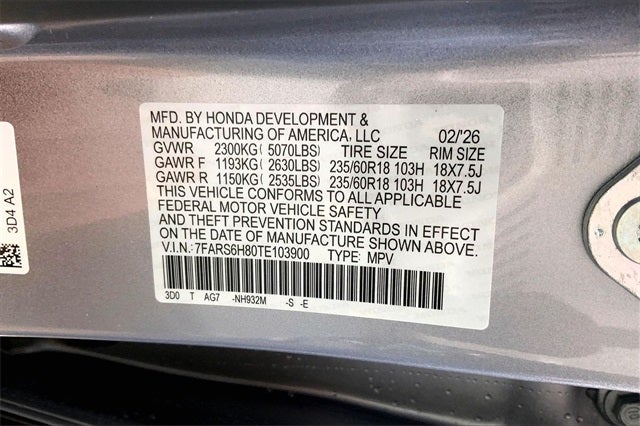 MFD. BY HONDA DEVELOPMENT &
MANUFACTURING OF AMERICA, LLC 02/'26
GVWR 2300KG ( 5070LBS) TIRE SIZE RIM SIZE
GAWR F 1193KG ( 2630LBS) 235/60R18 103H 18X7.5J
GAWR R 1150KG ( 2535LBS) 235/60R18 103H 18X7.5J
THIS VEHICLE CONFORMS TO ALL APPLICABLE
FEDERAL MOTOR VEHICLE SAFETY
AND THEFT PREVENTION STANDARDS IN EFFECT
ON THE DATE OF MANUFACTURE SHOWN ABOVE.
V.I.N.: 7FARS6H80TE103900 TYPE: MPV
3D0 T AG7 -NH932M -S -E
3D4 A2